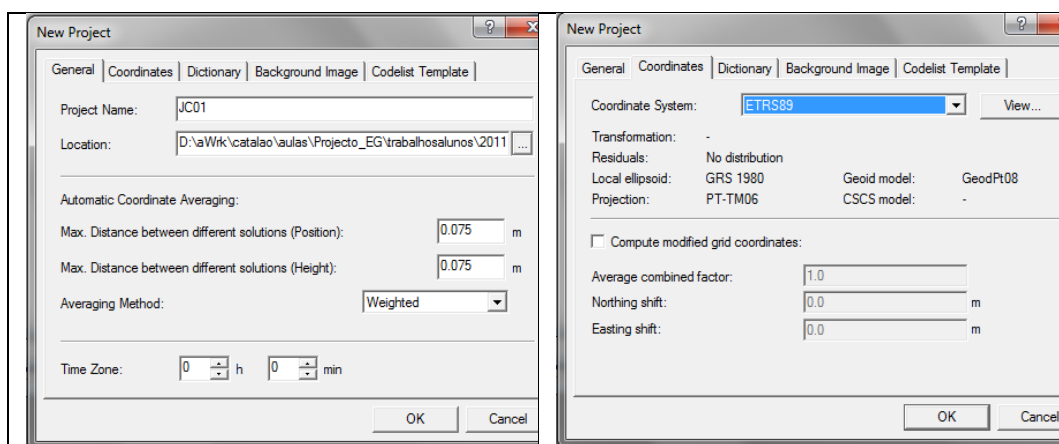 New Project
General Coordinates Dictionary Background Image Codelist Template
Project Name: JC01
Location: D:\aWrk\catalao\aulas\Projecto_EG\trabalhosalunos\2011 ...
Automatic Coordinate Averaging:
Max. Distance between different solutions (Position): 0.075 m
Max. Distance between different solutions (Height): 0.075 m
Averaging Method: Weighted
Time Zone: 0 h 0 min
OK Cancel
New Project
General Coordinates Dictionary Background Image Codelist Template
Coordinate System: ETRS89 View...
Transformation: -
Residuals: No distribution
Local ellipsoid: GRS 1980 Geoid model: GeodPt08
Projection: PT-TM06 CSCS model: -
Compute modified grid coordinates:
Average combined factor: 1.0
Northing shift: 0.0 m
Easting shift: 0.0 m
OK Cancel